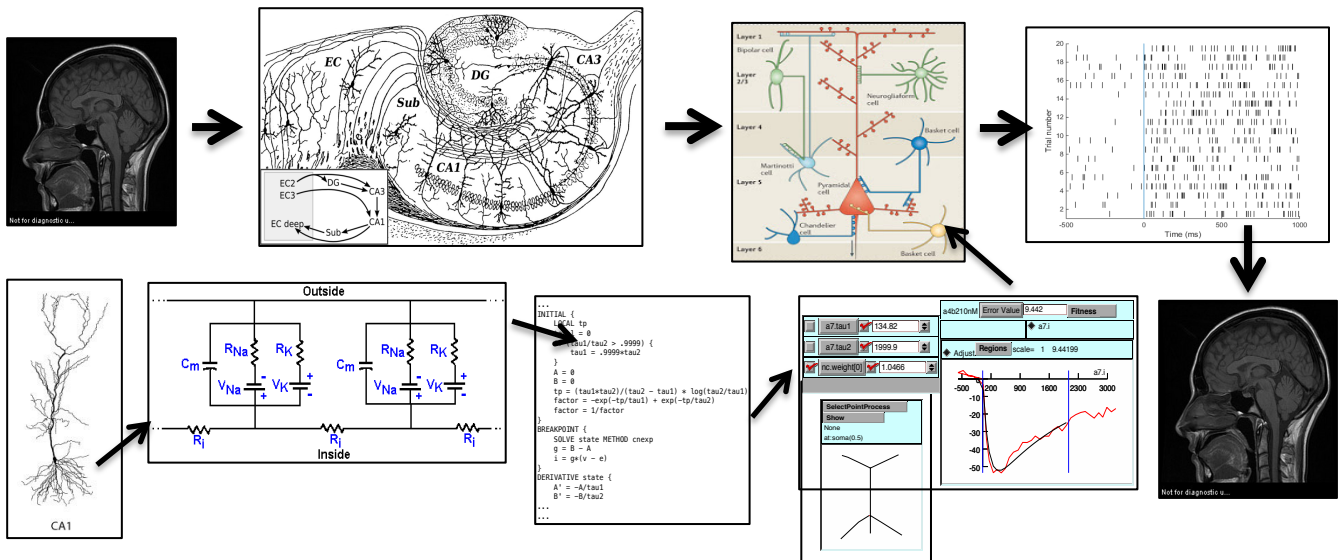 Not for diagnostic u...
EC
DG
CA3
Sub
CA1
EC2
DG
CA3
EC3
CA1
EC deep
Sub
Layer 1
Bipolar cell
Layer
2/3
Neurogliaform
cell
Layer 4
Basket cell
Martinotti
cell
Layer 5
Pyramidal
cell
Chandelier
cell
Layer 6
Basket cell
Trial number
20
18
16
14
12
10
8
6
4
2
-500
0
500
1000
Time (ms)
CA1
Outside
Cm
RNa
RK
Cm
RNa
RK
VNa
VK
VNa
VK
- + + -
- + + -
Ri
Ri
Ri
Inside
...
INITIAL {
LOCAL tp
= 0
(tau1/tau2 > .9999) {
tau1 = .9999*tau2
}
A = 0
B = 0
tp = (tau1*tau2)/(tau2 - tau1) * log(tau2/tau1)
factor = -exp(-tp/tau1) + exp(-tp/tau2)
factor = 1/factor
}
BREAKPOINT {
SOLVE state METHOD cnexp
g = B - A
i = g*(v - e)
}
DERIVATIVE state {
A' = -A/tau1
B' = -B/tau2
...
...
a7.tau1 134.82
a7.tau2 1999.9
nc.weight[0] 1.0466
SelectPointProcess
Show
None
at:soma(0.5)
a4b210nM Error Value 9.442 Fitness
a7.i
Adjust Regions scale= 1 9.44199
a7.i
-500 200 900 1600 2300 3000
0
-10
-20
-30
-40
-50
Not for diagnostic u...